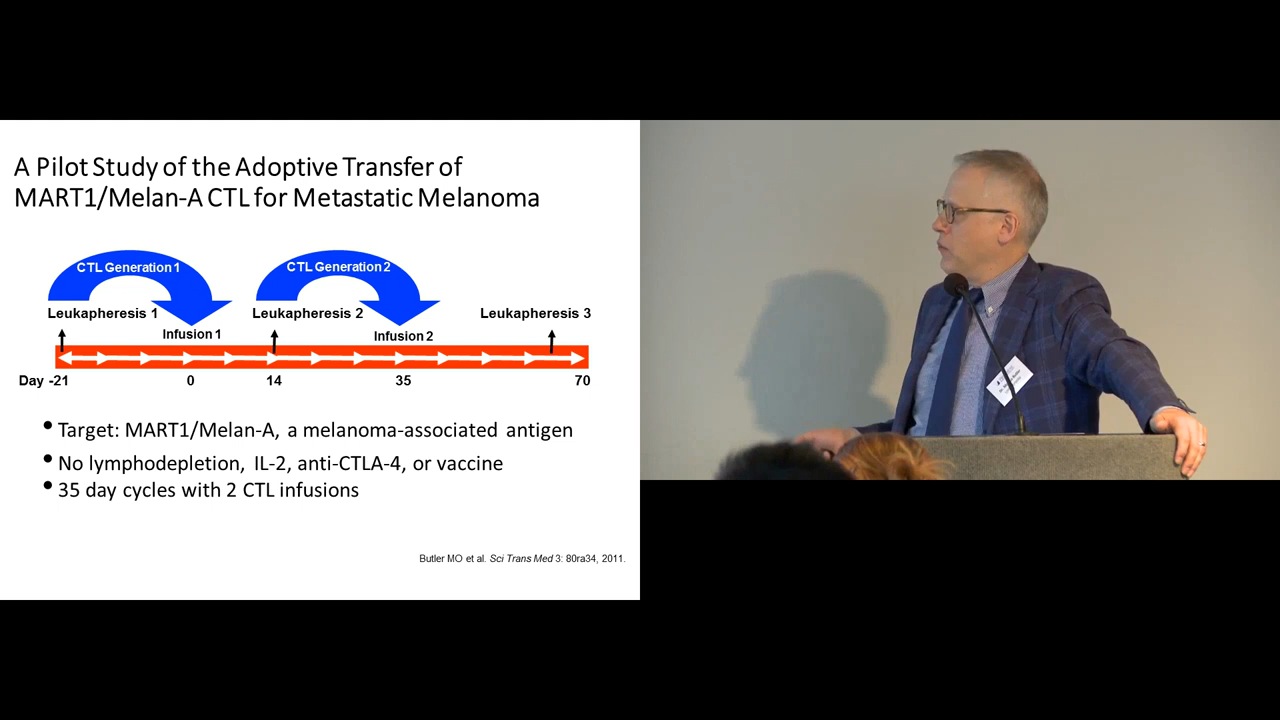 A Pilot Study of the Adoptive Transfer of
MART1/Melan-A CTL for Metastatic Melanoma
CTL Generation 1
CTL Generation 2
Leukapheresis 1
Leukapheresis 2
Leukapheresis 3
Infusion 1
Infusion 2
Day -21 0 14 35 70
• Target: MART1/Melan-A, a melanoma-associated antigen
• No lymphodepletion, IL-2, anti-CTLA-4, or vaccine
• 35 day cycles with 2 CTL infusions
Butler MO et al. Sci Trans Med 3: 80ra34, 2011.